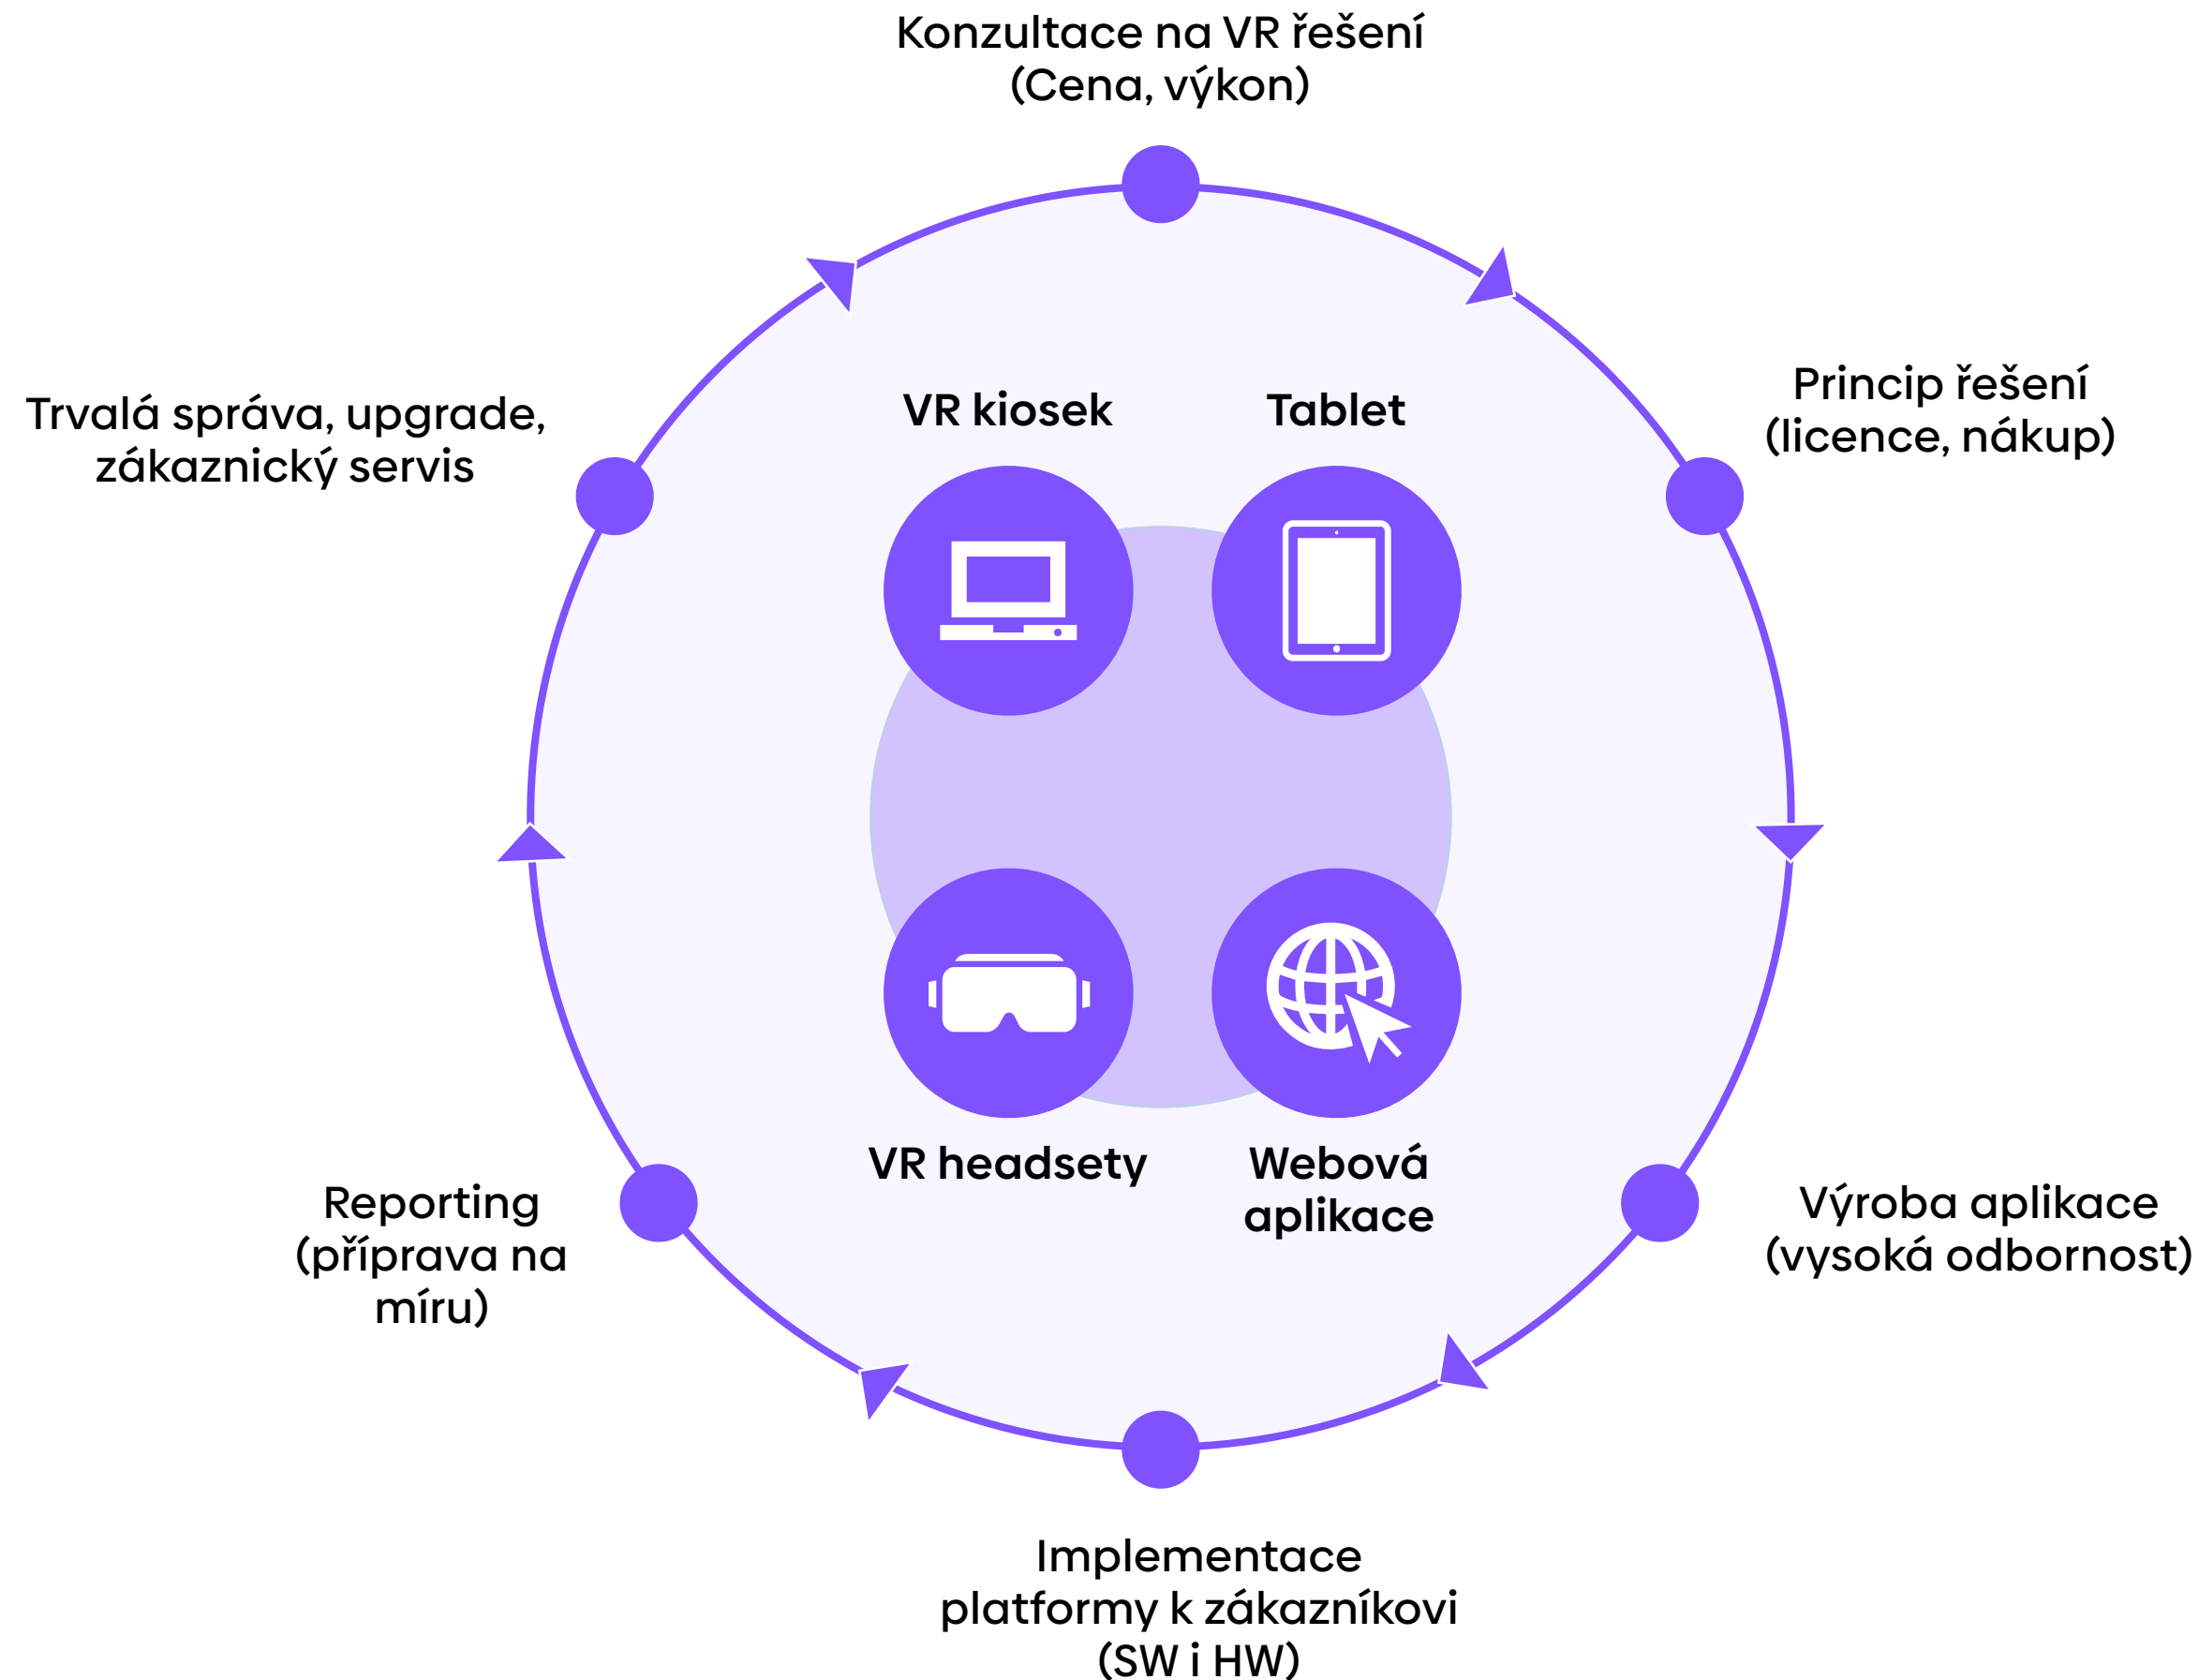 Konzultace na VR řešení
(Cena, výkon)
Princip řešení
(licence, nákup)
Trvalá správa, upgrade,
zákaznický servis
VR kiosek
Tablet
VR headsety
Webová
aplikace
Reporting
(příprava na
míru)
Výroba aplikace
(vysoká odbornost)
Implementace
platformy k zákazníkovi
(SW i HW)